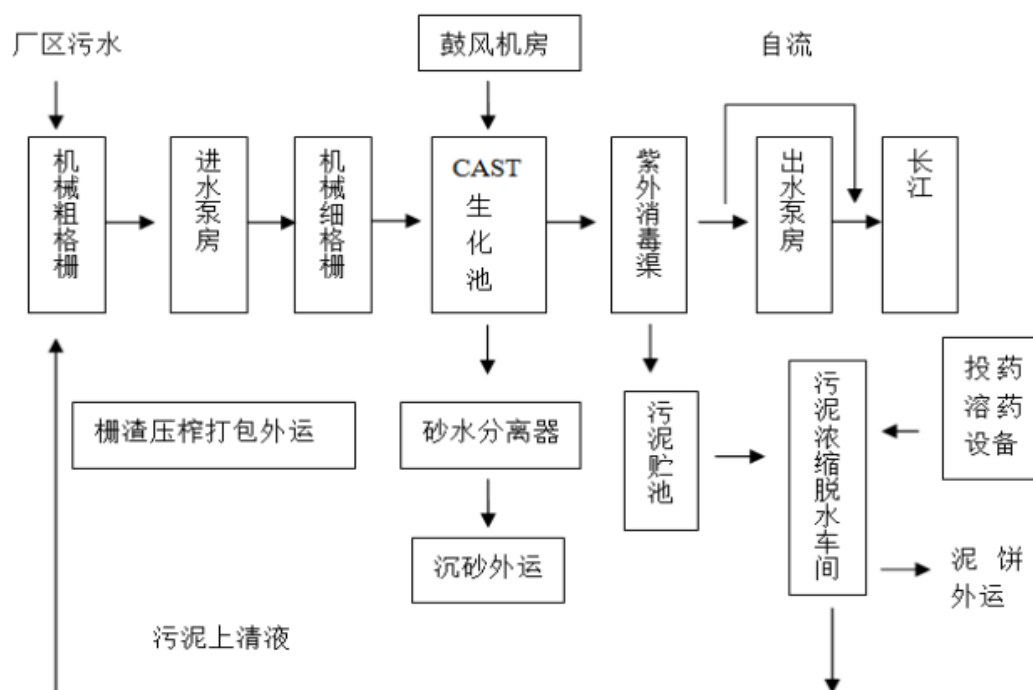 厂区污水
鼓风机房
自流
机械粗格栅
进水泵房
机械细格栅
CAST
生化池
紫外消毒渠
出水泵房
长江
栅渣压榨打包外运
砂水分离器
污泥贮池
污泥浓缩脱水车间
投药
溶药
设备
沉砂外运
泥饼
外运
污泥上清液